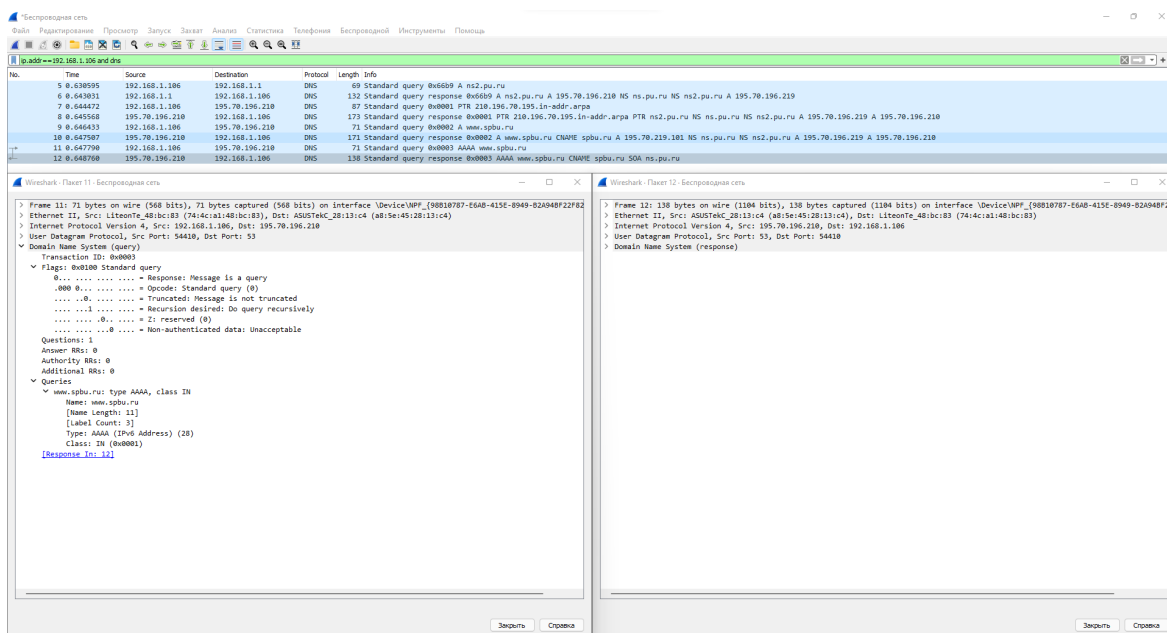 *Беспроводная сеть
Файл Редактирование Просмотр Запуск Захват Анализ Статистика Телефония Беспроводной Инструменты Помощь
ip.addr==192.168.1.106 and dns
No. Time Source Destination Protocol Length Info
5 0.630595 192.168.1.106 192.168.1.1 DNS 69 Standard query 0x66b9 A ns2.pu.ru
6 0.643031 192.168.1.1 192.168.1.106 DNS 132 Standard query response 0x66b9 A ns2.pu.ru A 195.70.196.210 NS ns.pu.ru NS ns2.pu.ru A 195.70.196.219
7 0.644472 192.168.1.106 195.70.196.210 DNS 87 Standard query 0x0001 PTR 210.196.70.195.in-addr.arpa
8 0.645568 195.70.196.210 192.168.1.106 DNS 173 Standard query response 0x0001 PTR 210.196.70.195.in-addr.arpa PTR ns2.pu.ru NS ns.pu.ru NS ns2.pu.ru A 195.70.196.219 A 195.70.196.210
9 0.646433 192.168.1.106 195.70.196.210 DNS 71 Standard query 0x0002 A www.spbu.ru
10 0.647507 195.70.196.210 192.168.1.106 DNS 171 Standard query response 0x0002 A www.spbu.ru CNAME spbu.ru A 195.70.219.101 NS ns.pu.ru NS ns2.pu.ru A 195.70.196.219 A 195.70.196.210
11 0.647790 192.168.1.106 195.70.196.210 DNS 71 Standard query 0x0003 AAAA www.spbu.ru
12 0.648760 195.70.196.210 192.168.1.106 DNS 138 Standard query response 0x0003 AAAA www.spbu.ru CNAME spbu.ru SOA ns.pu.ru
Wireshark · Пакет 11 · Беспроводная сеть
Frame 11: 71 bytes on wire (568 bits), 71 bytes captured (568 bits) on interface \Device\NPF_{98B10787-E6AB-415E-8949-B2A94BF22F82
Ethernet II, Src: LiteonTe_48:bc:83 (74:4c:a1:48:bc:83), Dst: ASUSTekC_28:13:c4 (a8:5e:45:28:13:c4)
Internet Protocol Version 4, Src: 192.168.1.106, Dst: 195.70.196.210
User Datagram Protocol, Src Port: 54410, Dst Port: 53
Domain Name System (query)
Transaction ID: 0x0003
Flags: 0x0100 Standard query
0... .... .... .... = Response: Message is a query
.000 0... .... .... = Opcode: Standard query (0)
.... ..0. .... .... = Truncated: Message is not truncated
.... ...1 .... .... = Recursion desired: Do query recursively
.... .... .0.. .... = Z: reserved (0)
.... .... ...0 .... = Non-authenticated data: Unacceptable
Questions: 1
Answer RRs: 0
Authority RRs: 0
Additional RRs: 0
Queries
www.spbu.ru: type AAAA, class IN
Name: www.spbu.ru
[Name Length: 11]
[Label Count: 3]
Type: AAAA (IPv6 Address) (28)
Class: IN (0x0001)
[Response In: 12]
Закрыть Справка
Wireshark · Пакет 12 · Беспроводная сеть
Frame 12: 138 bytes on wire (1104 bits), 138 bytes captured (1104 bits) on interface \Device\NPF_{98B10787-E6AB-415E-8949-B2A94BF2
Ethernet II, Src: ASUSTekC_28:13:c4 (a8:5e:45:28:13:c4), Dst: LiteonTe_48:bc:83 (74:4c:a1:48:bc:83)
Internet Protocol Version 4, Src: 195.70.196.210, Dst: 192.168.1.106
User Datagram Protocol, Src Port: 53, Dst Port: 54410
Domain Name System (response)
Закрыть Справка